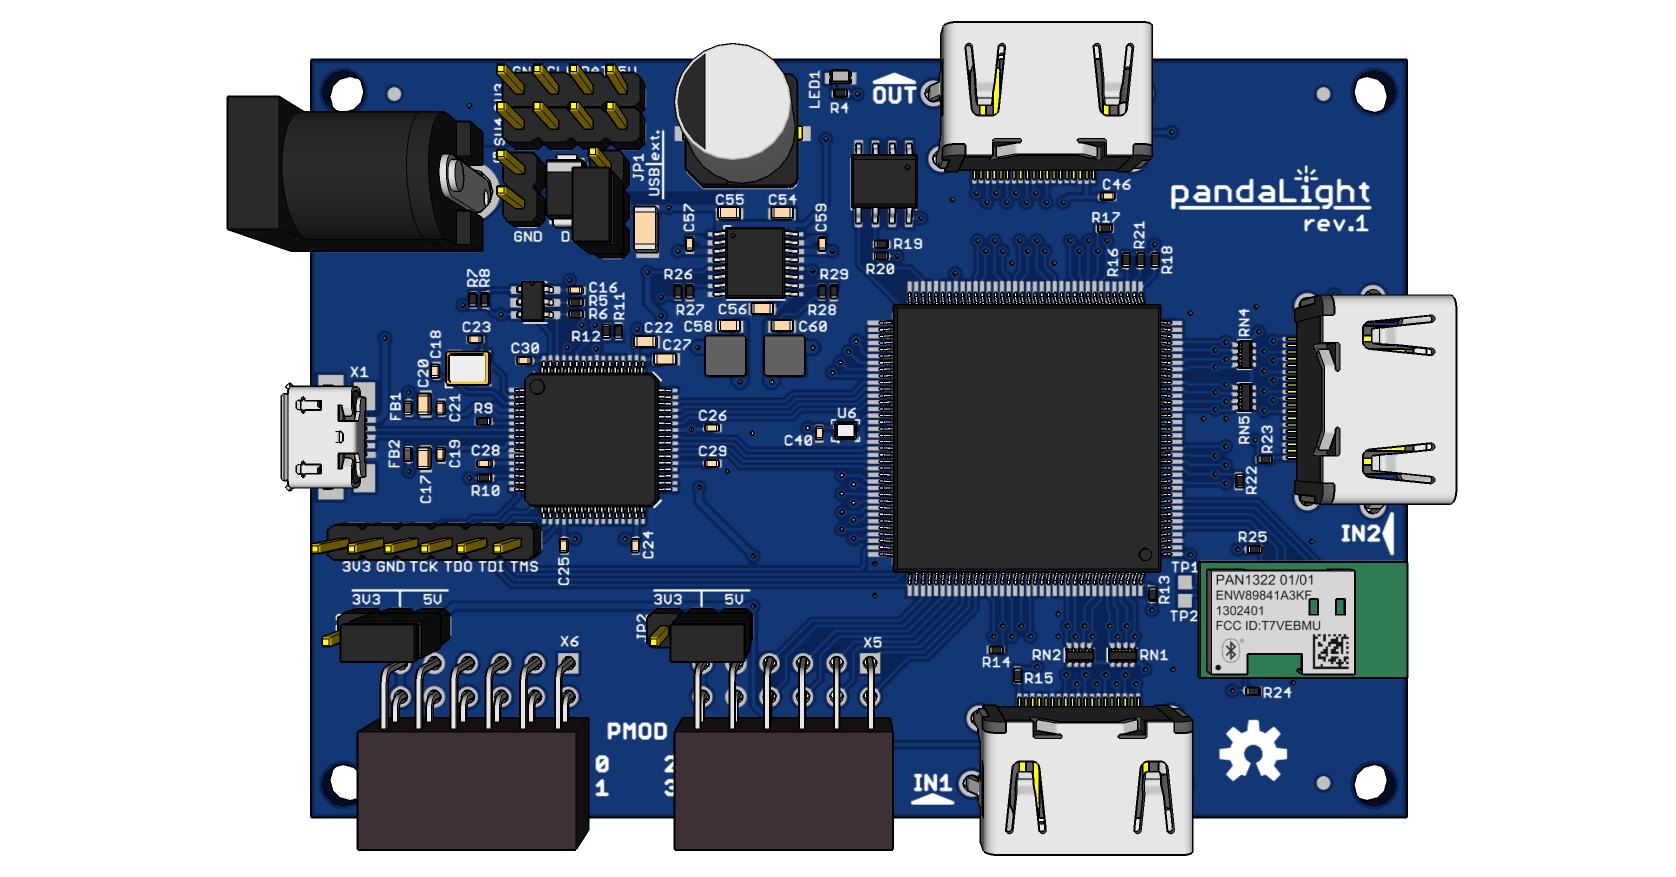 LED1
R4
OUT
JP1
USB
ext.
GND
C55
C54
C57
C59
C46
R17
pandaLight
rev.1
R19
R20
R16
R21
R18
R7
R8
C16
R5
R6
R11
R12
R26
R27
R29
R28
C56
C58
C60
C22
C27
C23
C18
C30
X1
C20
FB1
C21
R9
FB2
C19
C17
C28
R10
C26
C29
U6
C40
RN4
RN5
R23
R22
IN2
C25
C24
3V3 GND TCK TDO TDI TMS
R25
TP1
TP2
R13
PAN1322 01/01
ENW89841A3KF
1302401
FCC ID:T7VEBMU
3V3 5V
3V3 5V
JP2
X6
X5
R14
R15
RN2
RN1
R24
PMOD
0 2
1 3
IN1